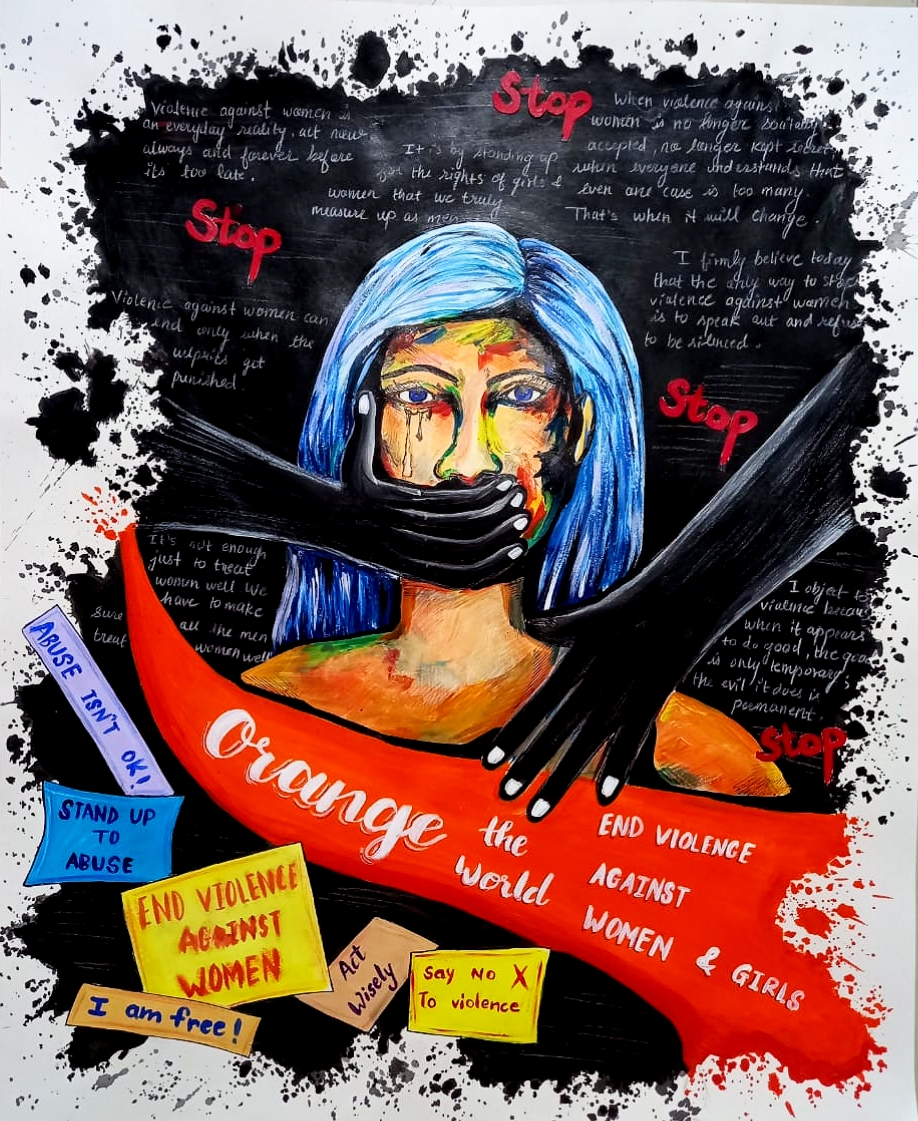 Violence against women is
an everyday reality, act now
always and forever before
it's too late.
Stop
When violence against
women is no longer socially
accepted, no longer kept secret,
when everyone understands that
even one case is too many.
That's when it will change.
It is by standing up
for the rights of girls &
women that we truly
measure up as men
Stop
I firmly believe today
that the only way to stop
violence against women
is to speak out and refuse
to be silenced.
Violence against women can
end only when the
culprits get
punished.
Stop
It's not enough
just to treat
women well We
have to make
sure all the men
treat women well
I object to
violence because
when it appears
to do good, the good
is only temporary;
the evil it does is
permanent.
Stop
ABUSE ISN'T OK!
STAND UP
TO
ABUSE
Orange
the
World
END VIOLENCE
AGAINST
WOMEN & GIRLS
END VIOLENCE
AGAINST
WOMEN
Act
Wisely
Say No X
To violence
I am free!